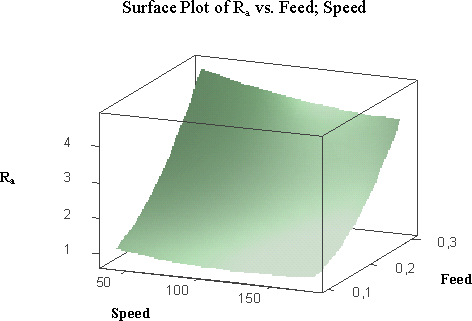 Surface Plot of Ra vs. Feed; Speed
4
3
Ra
2
1
50
100
150
Speed
0,1
0,2
0,3
Feed